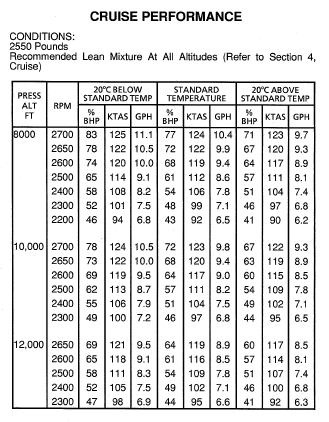 CRUISE PERFORMANCE
CONDITIONS:
2550 Pounds
Recommended Lean Mixture At All Altitudes (Refer to Section 4,
Cruise)
PRESS ALT FT RPM 20°C BELOW STANDARD TEMP STANDARD TEMPERATURE 20°C ABOVE STANDARD TEMP
% BHP KTAS GPH % BHP KTAS GPH % BHP KTAS GPH
8000 2700 83 125 11.1 77 124 10.4 71 123 9.7
2650 78 122 10.5 72 122 9.9 67 120 9.3
2600 74 120 10.0 68 119 9.4 64 117 8.9
2500 65 114 9.1 61 112 8.6 57 111 8.1
2400 58 108 8.2 54 106 7.8 51 104 7.4
2300 52 101 7.5 48 99 7.1 46 97 6.8
2200 46 94 6.8 43 92 6.5 41 90 6.2
10,000 2700 78 124 10.5 72 123 9.8 67 122 9.3
2650 73 122 10.0 68 120 9.4 63 119 8.9
2600 69 119 9.5 64 117 9.0 60 115 8.5
2500 62 113 8.7 57 111 8.2 54 109 7.8
2400 55 106 7.9 51 104 7.5 49 102 7.1
2300 49 100 7.2 46 97 6.8 44 95 6.5
12,000 2650 69 121 9.5 64 119 8.9 60 117 8.5
2600 65 118 9.1 61 116 8.5 57 114 8.1
2500 58 111 8.3 54 109 7.8 51 107 7.4
2400 52 105 7.5 49 102 7.1 46 100 6.8
2300 47 98 6.9 44 95 6.6 41 92 6.3